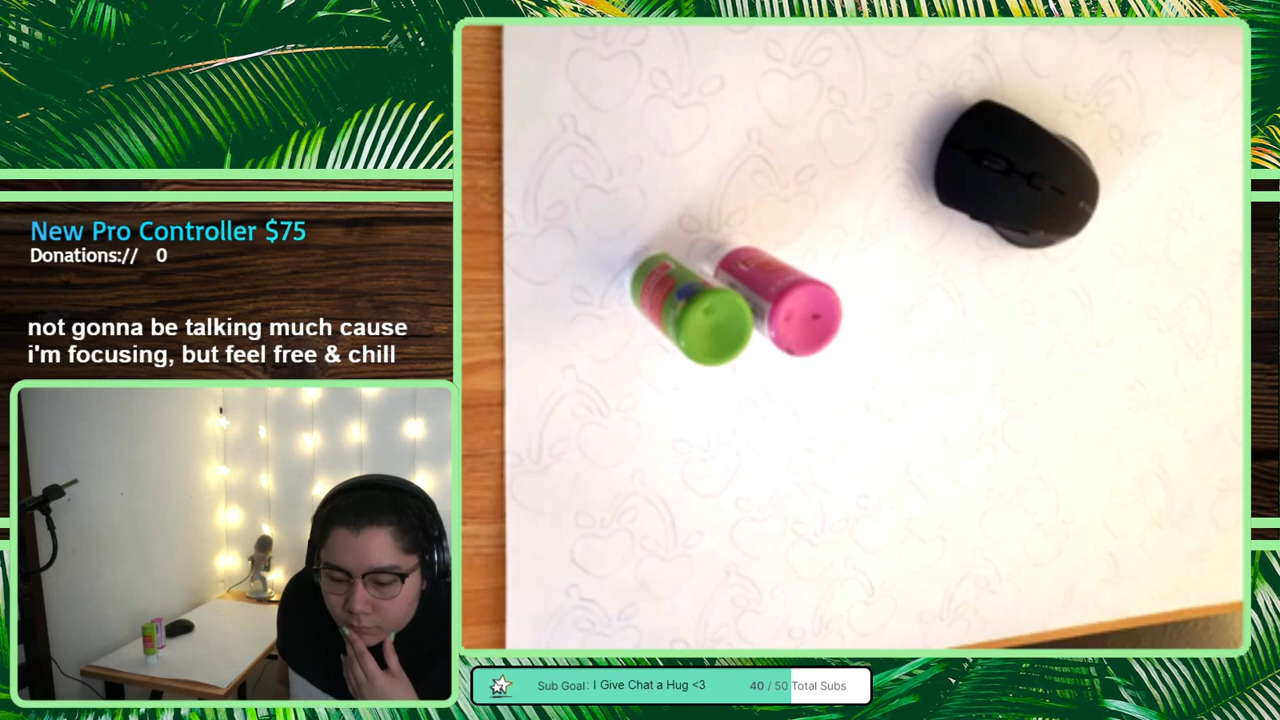 New Pro Controller $75
Donations:// 0
not gonna be talking much cause
i'm focusing, but feel free & chill
Sub Goal: I Give Chat a Hug <3 40 / 50 Total Subs